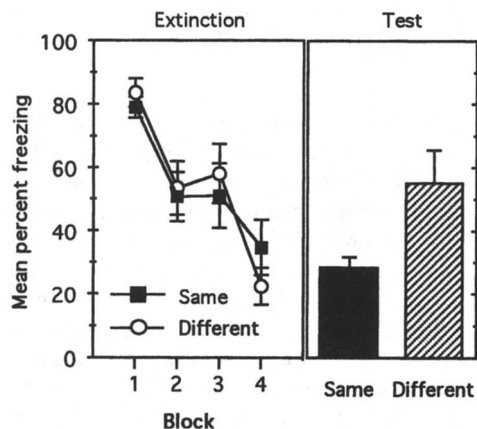 Extinction
Test
Mean percent freezing
100
80
60
40
20
0
Same
Different
1 2 3 4
Block
Same Different